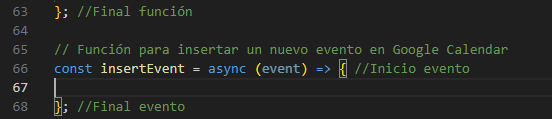 63 }; //Final función
64
65 // Función para insertar un nuevo evento en Google Calendar
66 const insertEvent = async (event) => { //Inicio evento
67
68 }; //Final evento